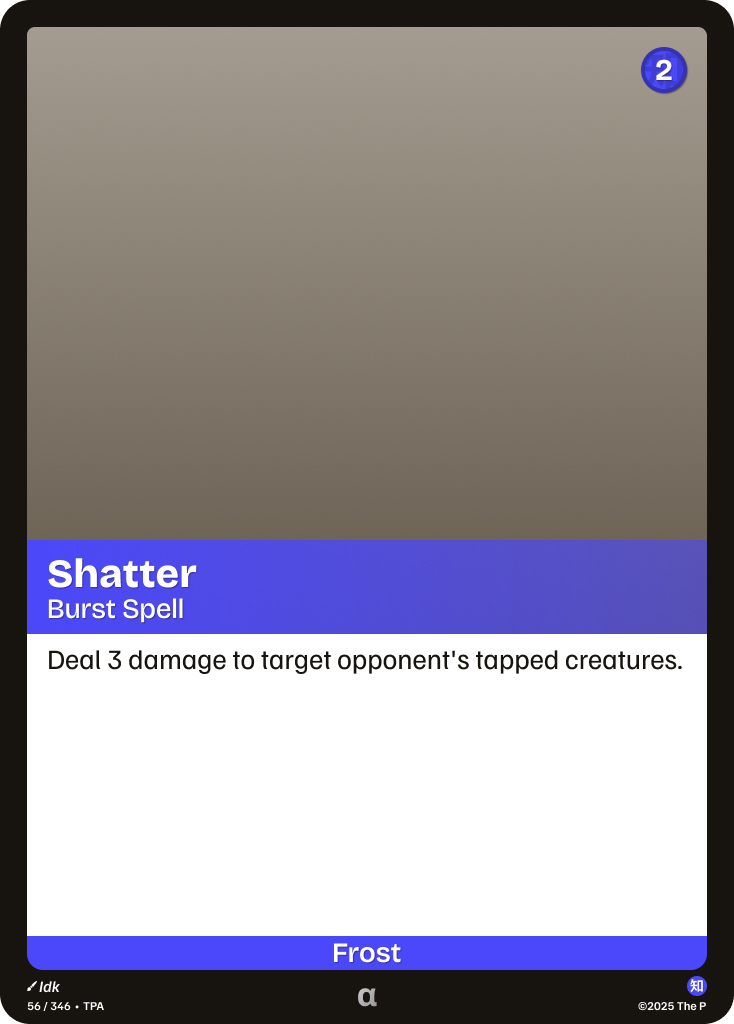 2
Shatter
Burst Spell
Deal 3 damage to target opponent's tapped creatures.
Frost
Idk
56 / 346 • TPA
α
知
©2025 The P